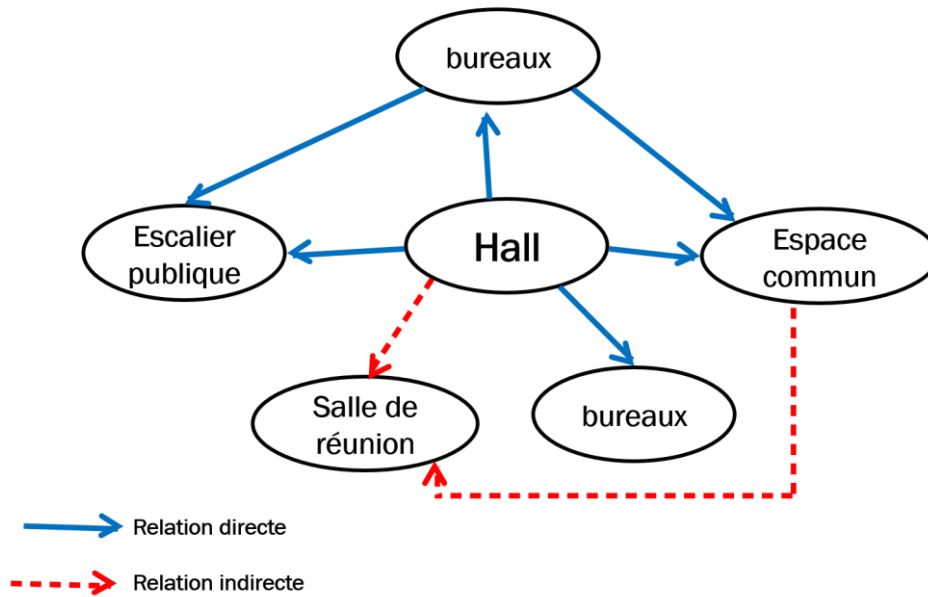 bureaux
Escalier
publique
Hall
Espace
commun
Salle de
réunion
bureaux
Relation directe
Relation indirecte